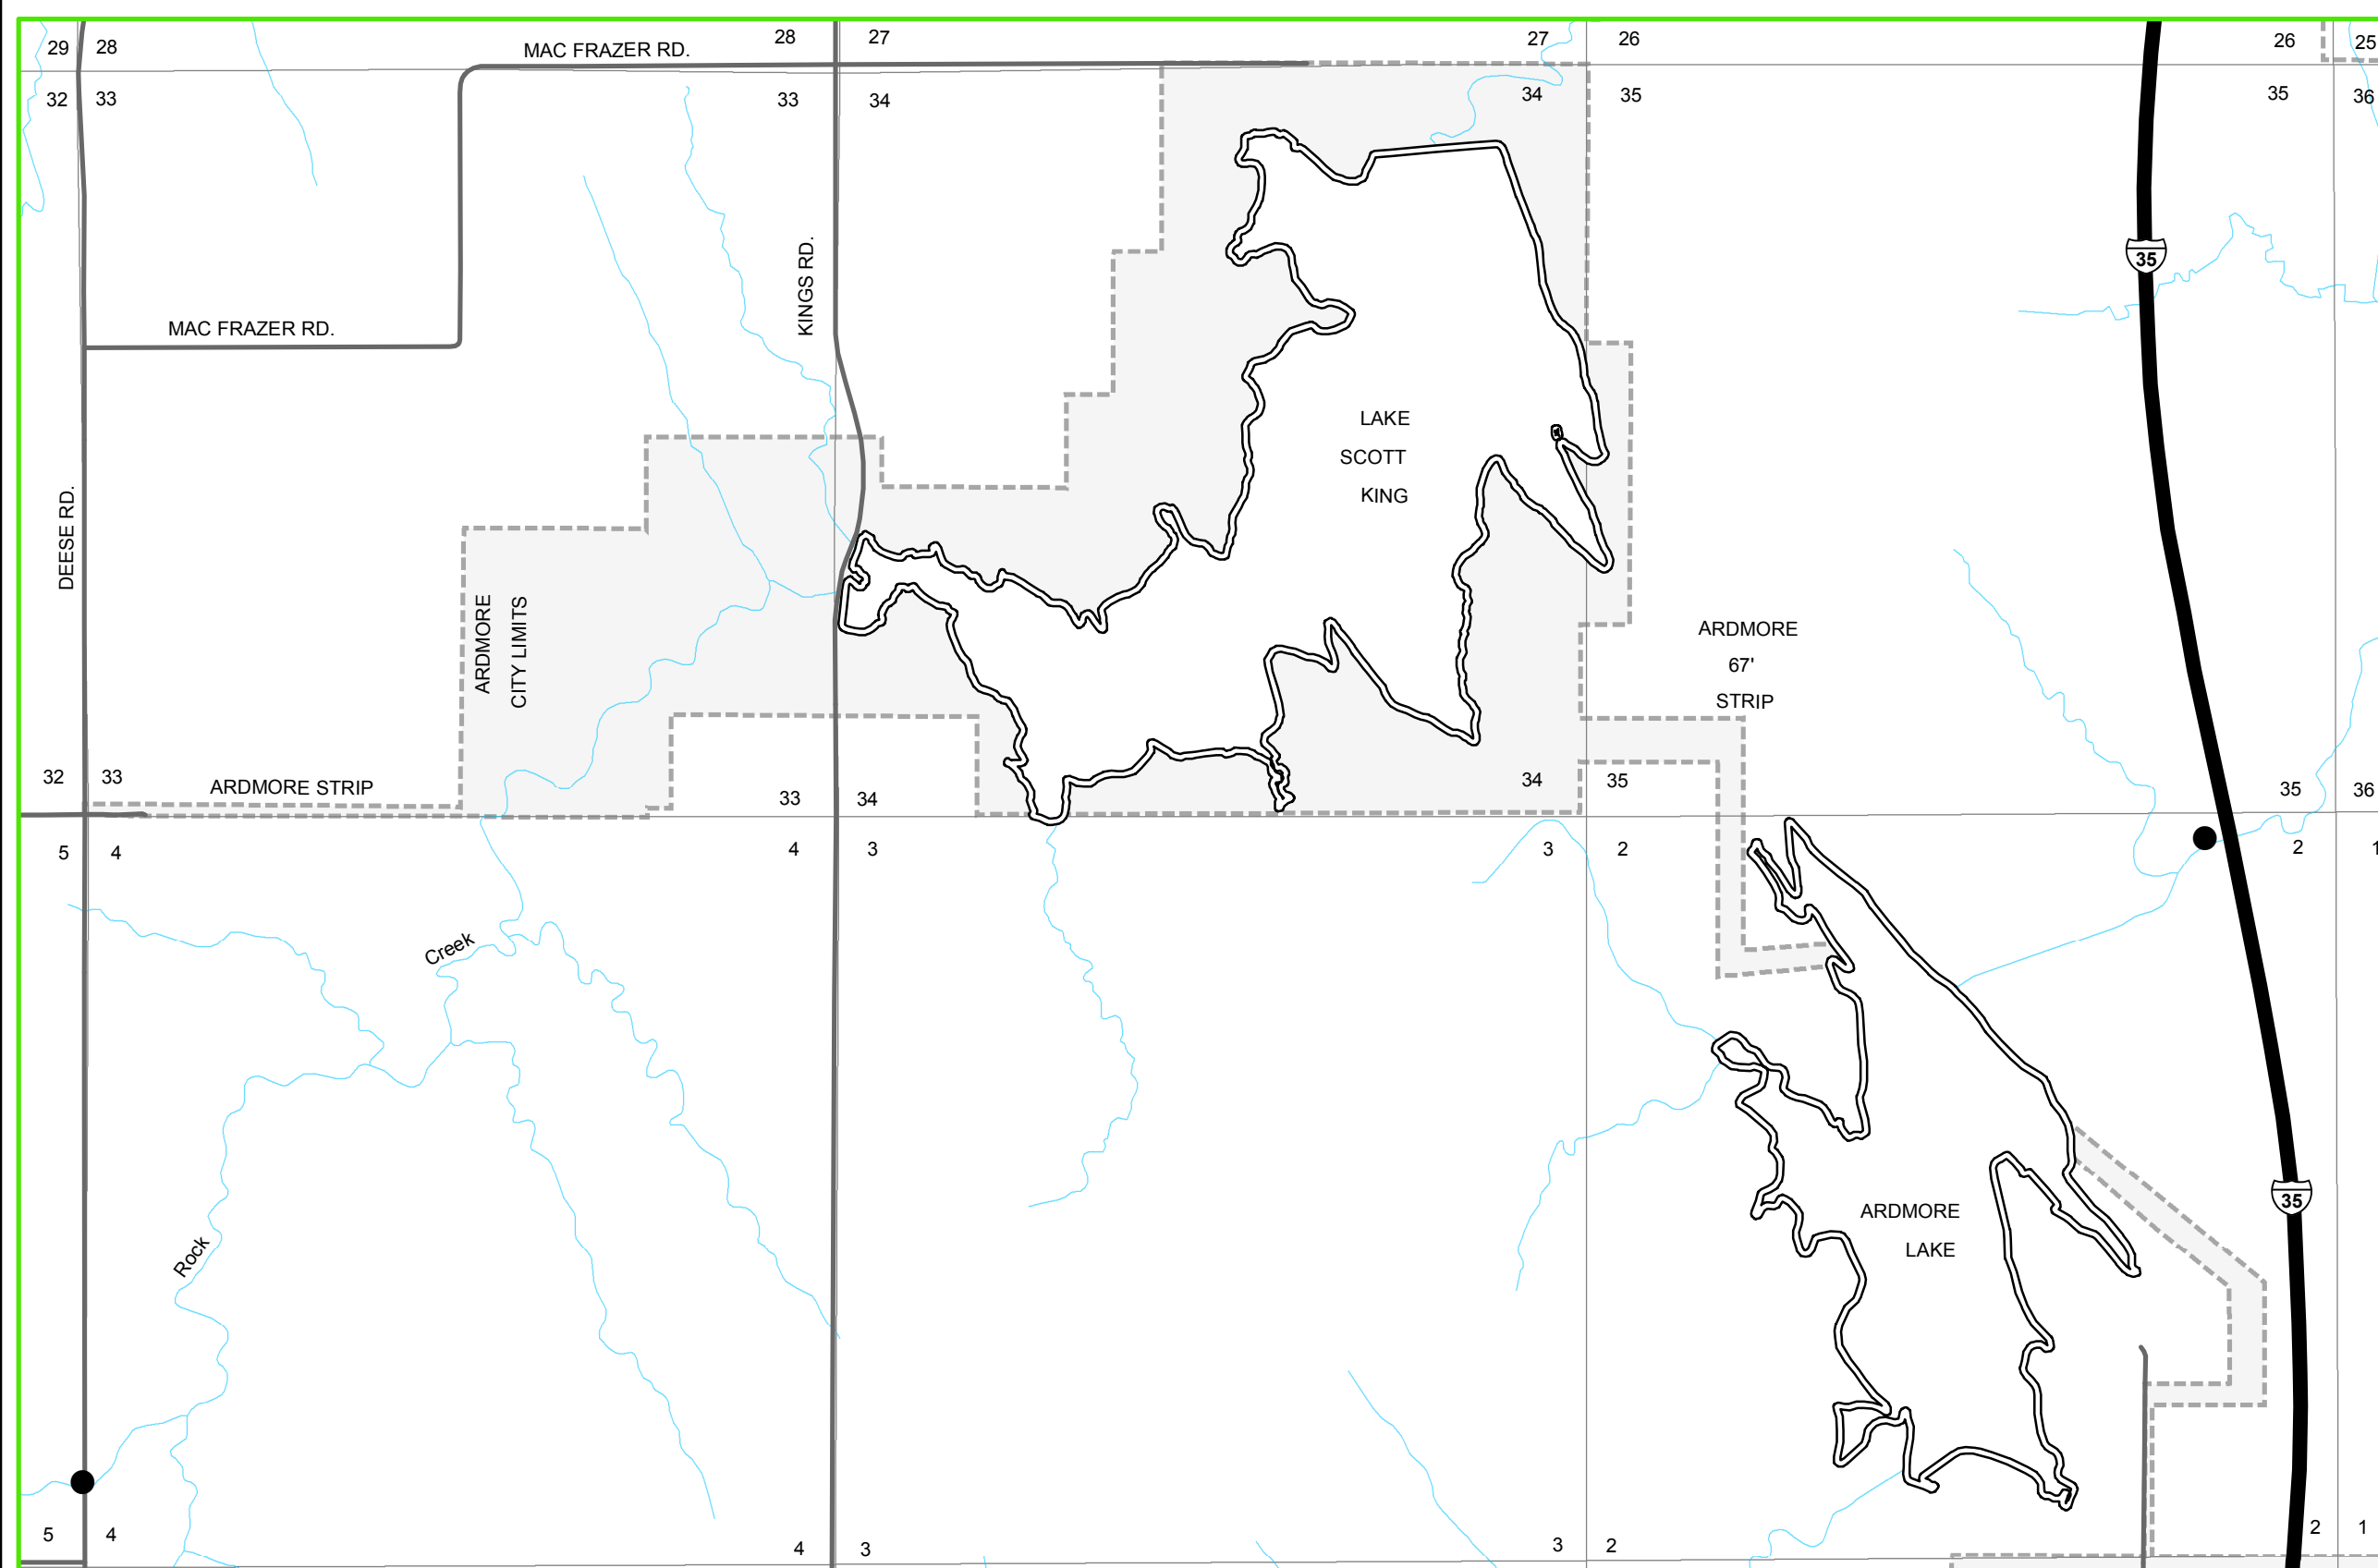 29 28
28 27
27 26
26 25
MAC FRAZER RD.
32 33
33 34
34 35
35 36
35
KINGS RD.
MAC FRAZER RD.
LAKE
SCOTT
KING
DEESE RD.
ARDMORE
CITY LIMITS
ARDMORE
67'
STRIP
32 33
ARDMORE STRIP
33 34
34 35
35 36
5 4
4 3
3 2
2 1
Creek
Rock
35
ARDMORE
LAKE
5 4
4 3
3 2
2 1